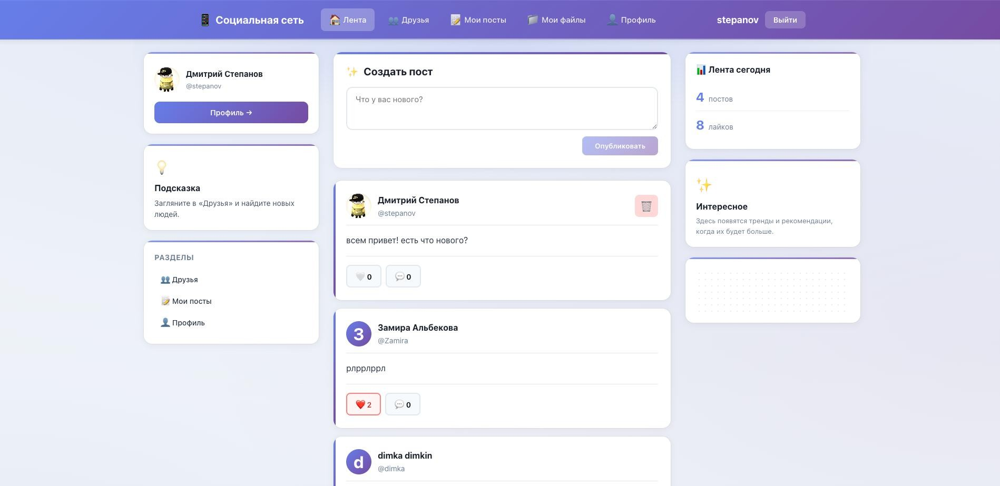 Социальная сеть
Лента
Друзья
Мои посты
Мои файлы
Профиль
stepanov
Выйти
Дмитрий Степанов
@stepanov
Профиль →
Подсказка
Загляните в «Друзья» и найдите новых
людей.
РАЗДЕЛЫ
Друзья
Мои посты
Профиль
Создать пост
Что у вас нового?
Опубликовать
Дмитрий Степанов
@stepanov
всем привет! есть что нового?
0
0
З
Замира Альбекова
@Zamira
рлррлррл
2
0
d
dimka dimkin
@dimka
Лента сегодня
4 постов
8 лайков
Интересное
Здесь появятся тренды и рекомендации,
когда их будет больше.